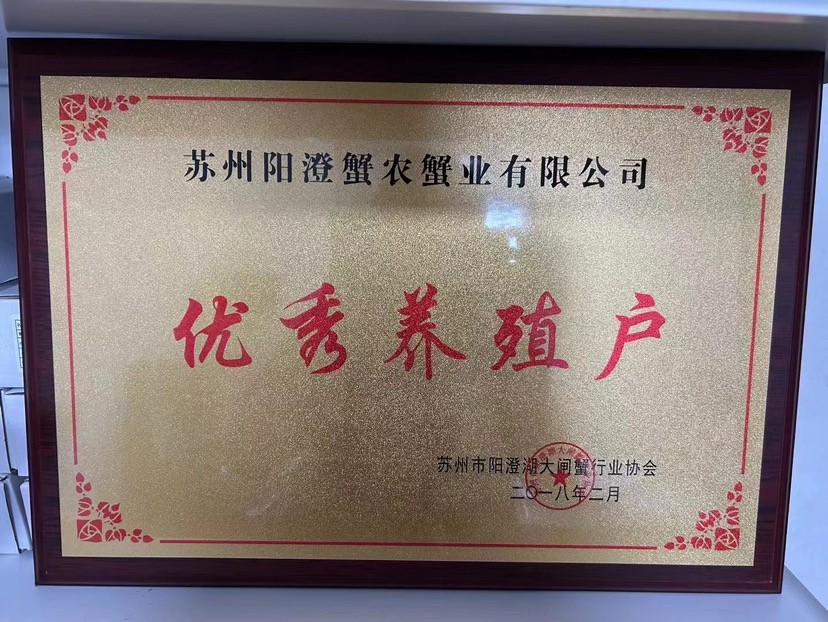 苏州阳澄蟹农蟹业有限公司
优秀养殖户
苏州市阳澄湖大闸蟹行业协会
二〇一八年二月